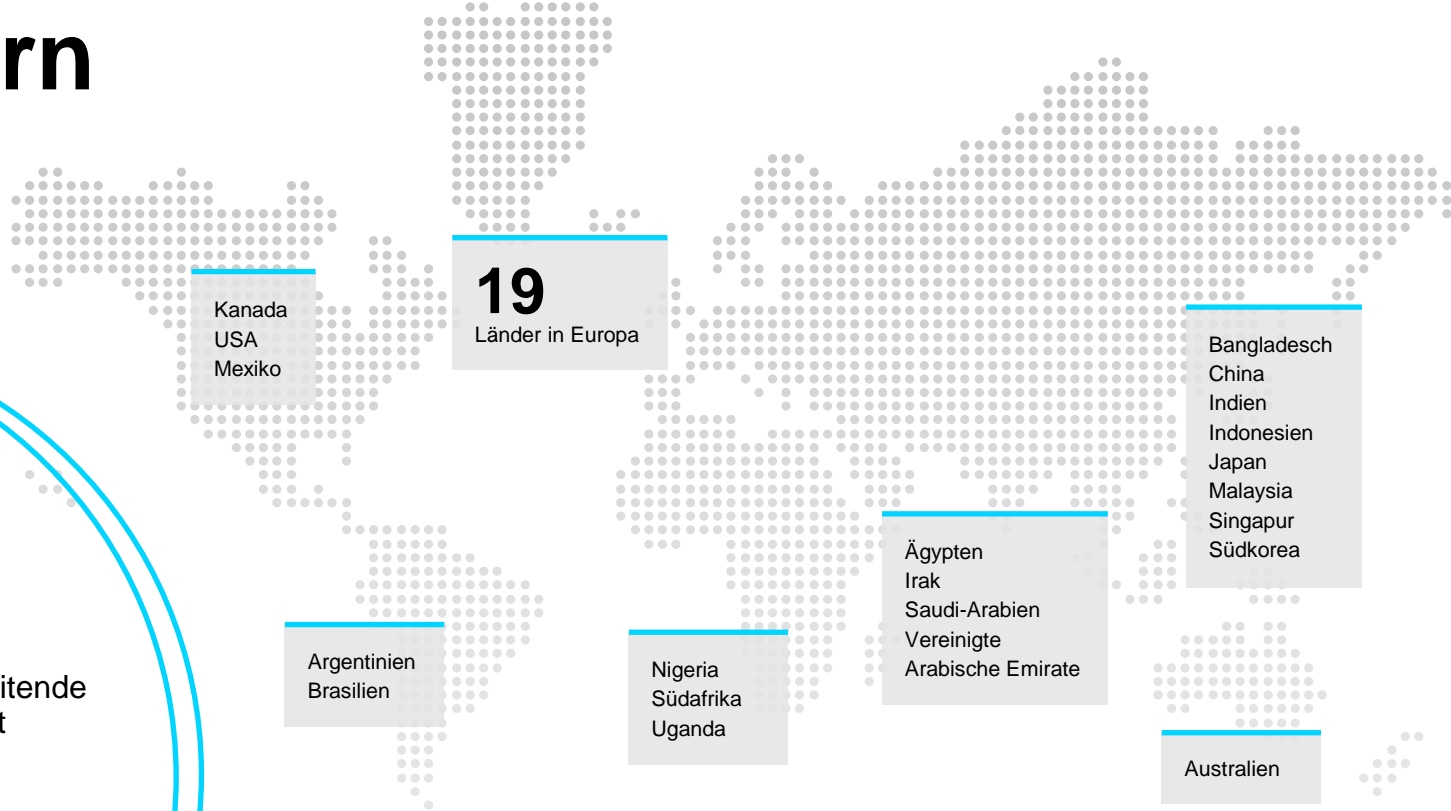 rn
Kanada
USA
Mexiko
19
Länder in Europa
Bangladesch
China
Indien
Indonesien
Japan
Malaysia
Singapur
Südkorea
Ägypten
Irak
Saudi-Arabien
Vereinigte
Arabische Emirate
Argentinien
Brasilien
Nigeria
Südafrika
Uganda
itende
t
Australien